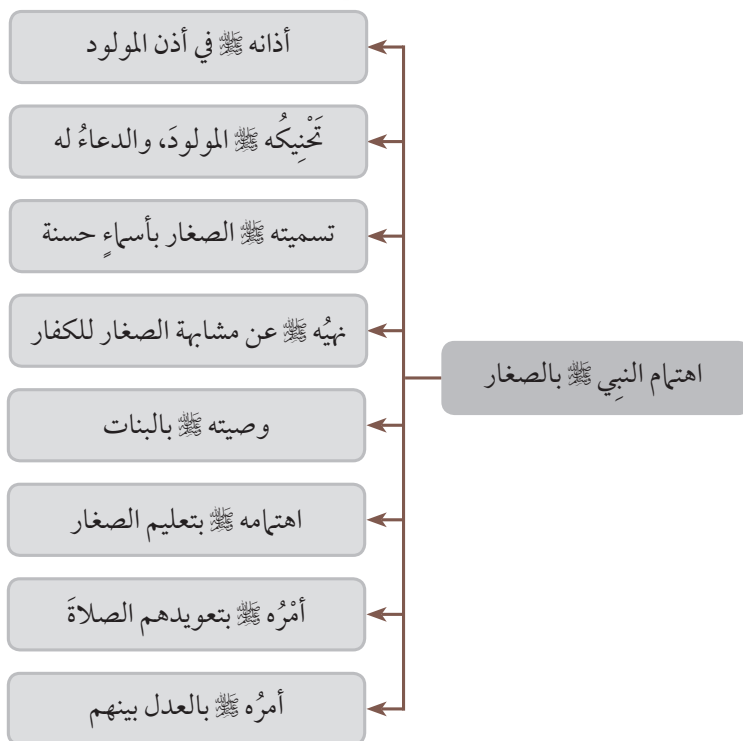 اهتمام النبِي ﷺ بالصغار
أذانه ﷺ في أذن المولود
تَحْنِيكُه ﷺ المولودَ، والدعاءُ له
تسميته ﷺ الصغار بأسماءٍ حسنة
نهيُه ﷺ عن مشابهة الصغار للكفار
وصيته ﷺ بالبنات
اهتمامه ﷺ بتعليم الصغار
أمْرُه ﷺ بتعويدهم الصلاةَ
أمرُه ﷺ بالعدل بينهم